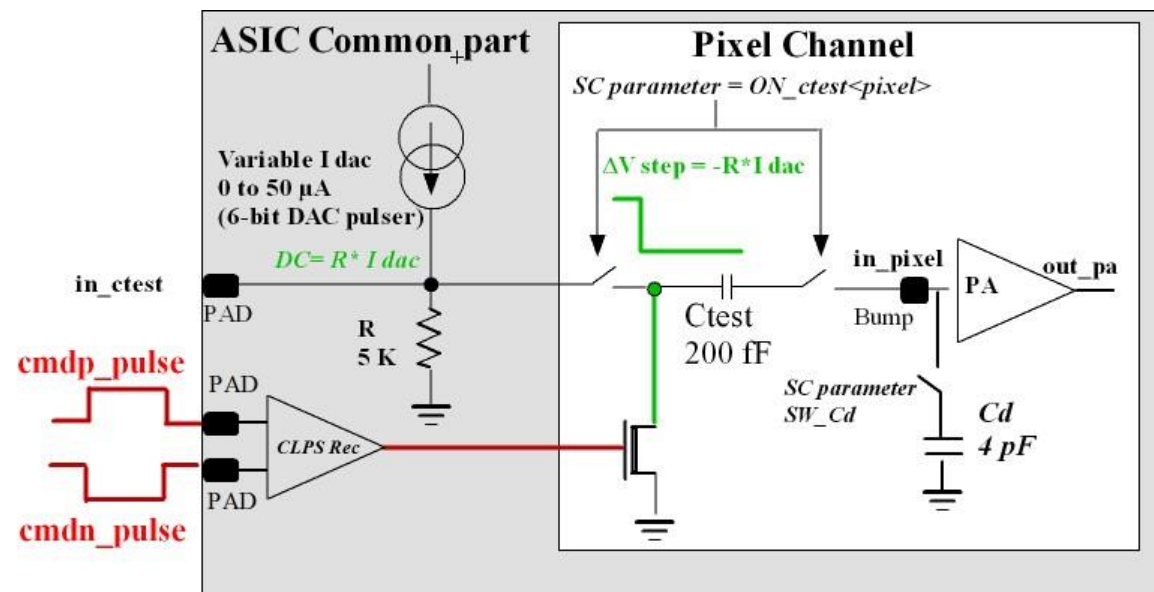 ASIC Common part
+
Pixel Channel
SC parameter = ON_ctest<pixel>
Variable I dac
0 to 50 µA
(6-bit DAC pulser)
ΔV step = -R*I dac
DC= R* I dac
in_ctest
PAD
R
5 K
Ctest
200 fF
in_pixel
Bump
PA
out_pa
cmdp_pulse
PAD
CLPS Rec
PAD
cmdn_pulse
SC parameter
SW_Cd
Cd
4 pF